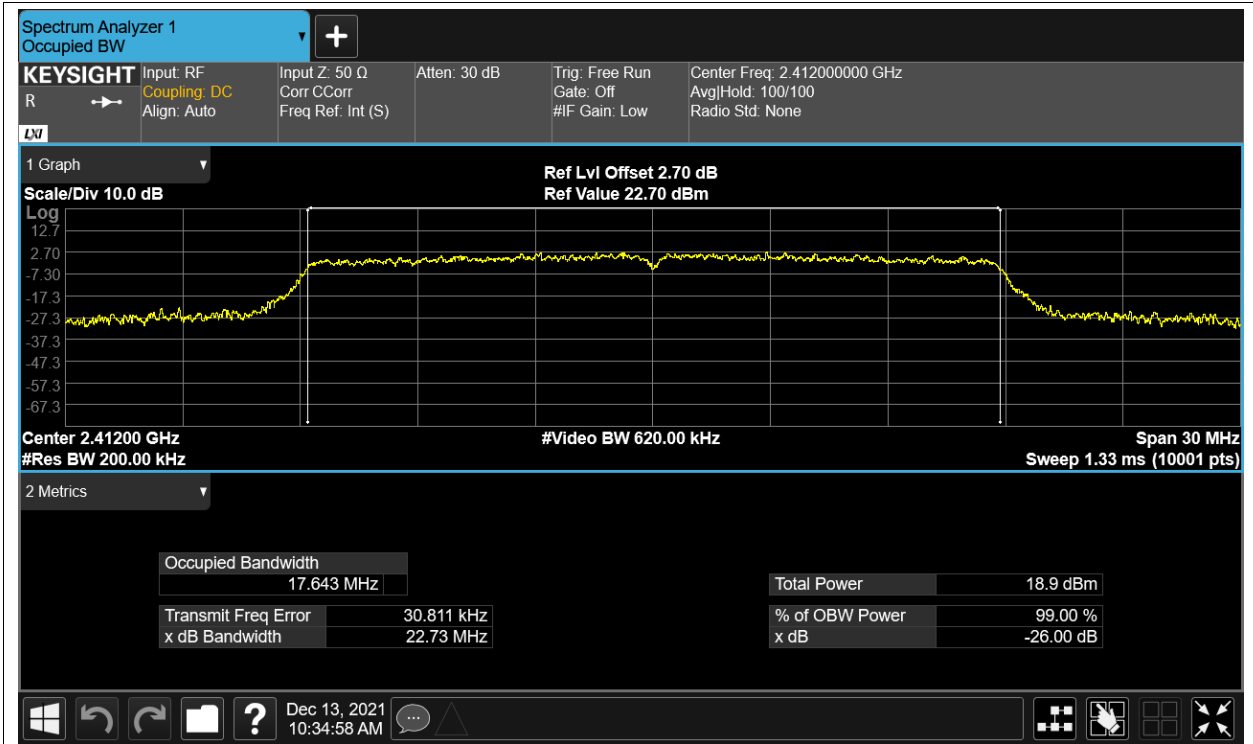 Spectrum Analyzer 1
Occupied BW
KEYSIGHT
R
LXI
Input: RF
Coupling: DC
Align: Auto
Input Z: 50 Ω
Corr CCorr
Freq Ref: Int (S)
Atten: 30 dB
Trig: Free Run
Gate: Off
#IF Gain: Low
Center Freq: 2.412000000 GHz
Avg|Hold: 100/100
Radio Std: None
1 Graph
Scale/Div 10.0 dB
Ref Lvl Offset 2.70 dB
Ref Value 22.70 dBm
Log
12.7
2.70
-7.30
-17.3
-27.3
-37.3
-47.3
-57.3
-67.3
Center 2.41200 GHz
#Video BW 620.00 kHz
Span 30 MHz
#Res BW 200.00 kHz
Sweep 1.33 ms (10001 pts)
2 Metrics
Occupied Bandwidth
17.643 MHz
Total Power 18.9 dBm
Transmit Freq Error 30.811 kHz
% of OBW Power 99.00 %
x dB Bandwidth 22.73 MHz
x dB -26.00 dB
?
Dec 13, 2021
10:34:58 AM